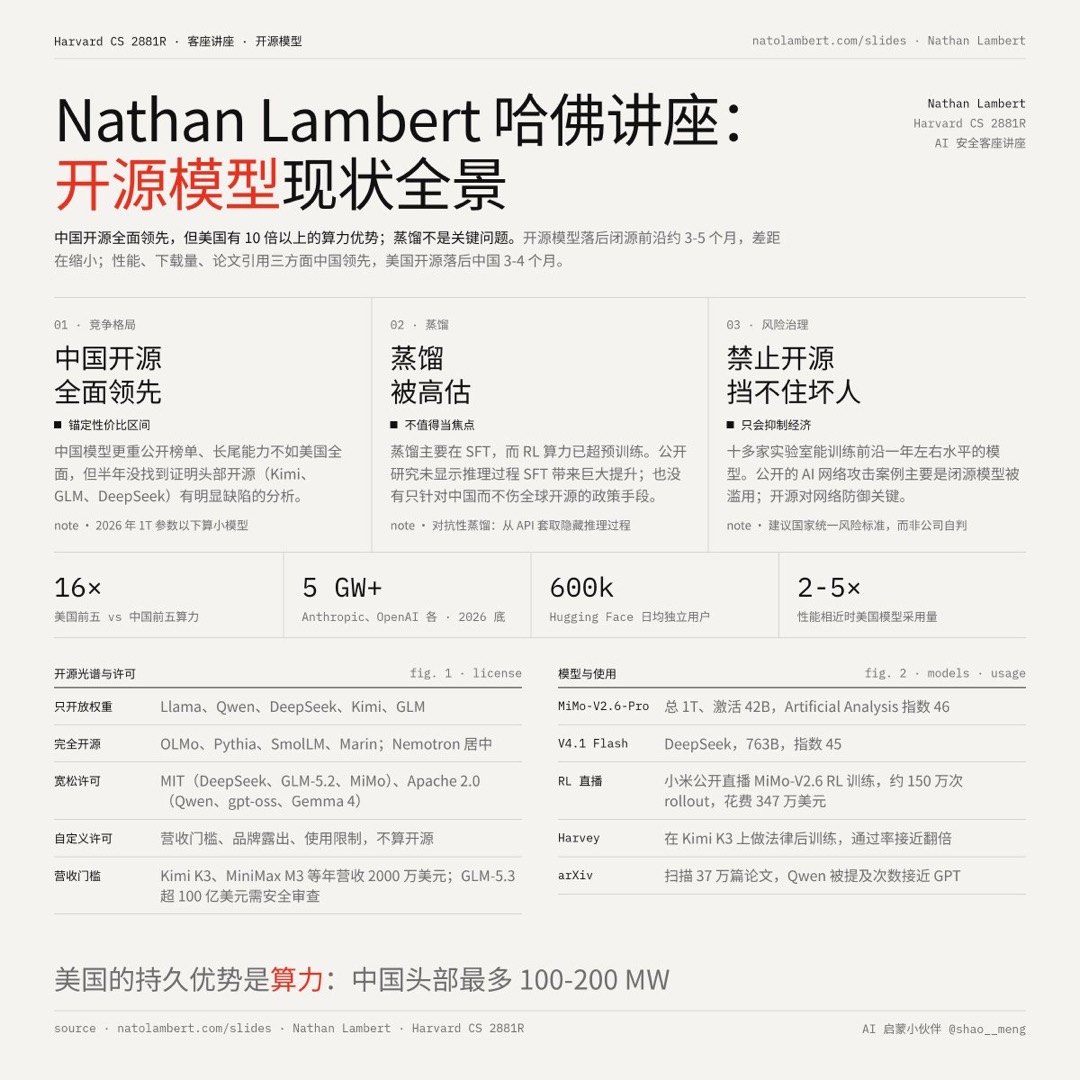 Harvard CS 2881R · 客座讲座 · 开源模型
natolambert.com/slides · Nathan Lambert
Nathan Lambert 哈佛讲座：
开源模型现状全景
Nathan Lambert
Harvard CS 2881R
AI 安全客座讲座
中国开源全面领先，但美国有 10 倍以上的算力优势；蒸馏不是关键问题。开源模型落后闭源前沿约 3-5 个月，差距
在缩小；性能、下载量、论文引用三方面中国领先，美国开源落后中国 3-4 个月。
01 · 竞争格局
中国开源
全面领先
■ 锚定性价比区间
中国模型更重公开榜单、长尾能力不如美国全
面，但半年没找到证明头部开源（Kimi、
GLM、DeepSeek）有明显缺陷的分析。
note · 2026 年 1T 参数以下算小模型
02 · 蒸馏
蒸馏
被高估
■ 不值得当焦点
蒸馏主要在 SFT，而 RL 算力已超预训练。公开
研究未显示推理过程 SFT 带来巨大提升；也没
有只针对中国而不伤全球开源的政策手段。
note · 对抗性蒸馏：从 API 套取隐藏推理过程
03 · 风险治理
禁止开源
挡不住坏人
■ 只会抑制经济
十多家实验室能训练前沿一年左右水平的模
型。公开的 AI 网络攻击案例主要是闭源模型被
滥用；开源对网络防御关键。
note · 建议国家统一风险标准，而非公司自判
16×
美国前五 vs 中国前五算力
5 GW+
Anthropic、OpenAI 各 · 2026 底
600k
Hugging Face 日均独立用户
2-5×
性能相近时美国模型采用量
开源光谱与许可
fig. 1 · license
只开放权重 Llama、Qwen、DeepSeek、Kimi、GLM
完全开源 OLMo、Pythia、SmolLM、Marin；Nemotron 居中
宽松许可 MIT（DeepSeek、GLM-5.2、MiMo）、Apache 2.0
（Qwen、gpt-oss、Gemma 4）
自定义许可 营收门槛、品牌露出、使用限制，不算开源
营收门槛 Kimi K3、MiniMax M3 等年营收 2000 万美元；GLM-5.3
超 100 亿美元需安全审查
模型与使用
fig. 2 · models · usage
MiMo-V2.6-Pro 总 1T、激活 42B，Artificial Analysis 指数 46
V4.1 Flash DeepSeek，763B，指数 45
RL 直播 小米公开直播 MiMo-V2.6 RL 训练，约 150 万次
rollout，花费 347 万美元
Harvey 在 Kimi K3 上做法律后训练，通过率接近翻倍
arXiv 扫描 37 万篇论文，Qwen 被提及次数接近 GPT
美国的持久优势是算力：中国头部最多 100-200 MW
source · natolambert.com/slides · Nathan Lambert · Harvard CS 2881R
AI 启蒙小伙伴 @shao__meng